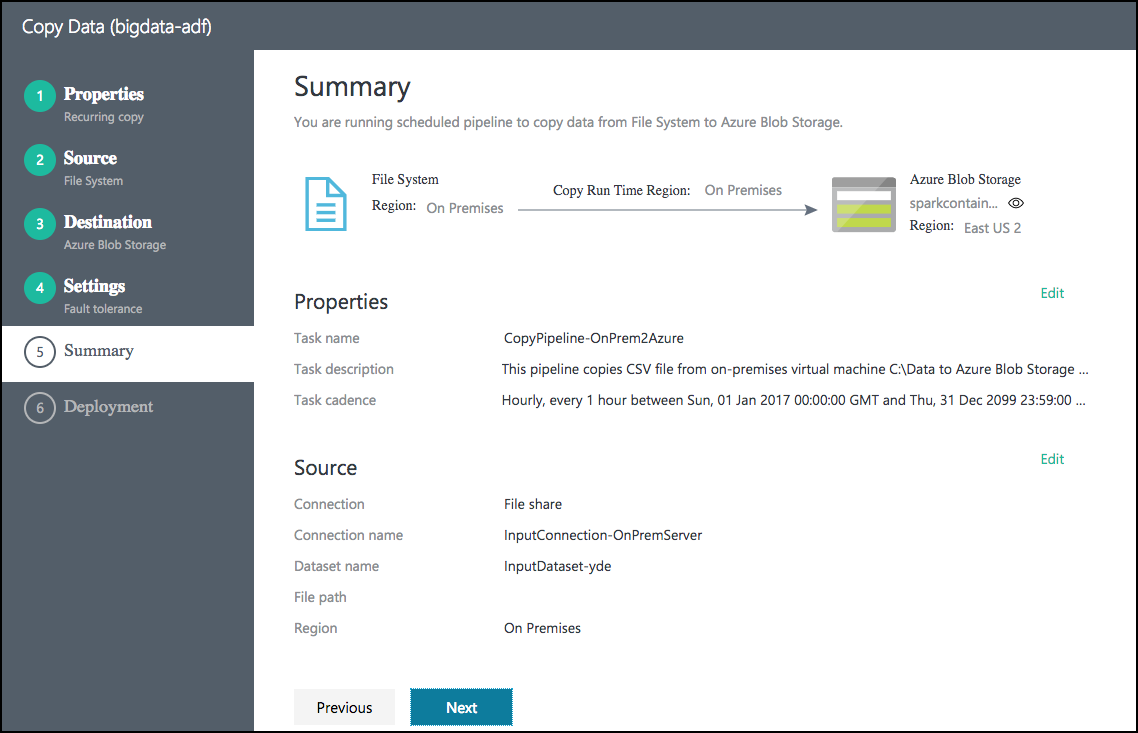 Copy Data (bigdata-adf)
1 Properties
Recurring copy
2 Source
File System
3 Destination
Azure Blob Storage
4 Settings
Fault tolerance
5 Summary
6 Deployment
Summary
You are running scheduled pipeline to copy data from File System to Azure Blob Storage.
File System
Region: On Premises
Copy Run Time Region: On Premises
Azure Blob Storage
sparkcontain...
Region: East US 2
Properties Edit
Task name CopyPipeline-OnPrem2Azure
Task description This pipeline copies CSV file from on-premises virtual machine C:\Data to Azure Blob Storage ...
Task cadence Hourly, every 1 hour between Sun, 01 Jan 2017 00:00:00 GMT and Thu, 31 Dec 2099 23:59:00 ...
Source Edit
Connection File share
Connection name InputConnection-OnPremServer
Dataset name InputDataset-yde
File path
Region On Premises
Previous Next